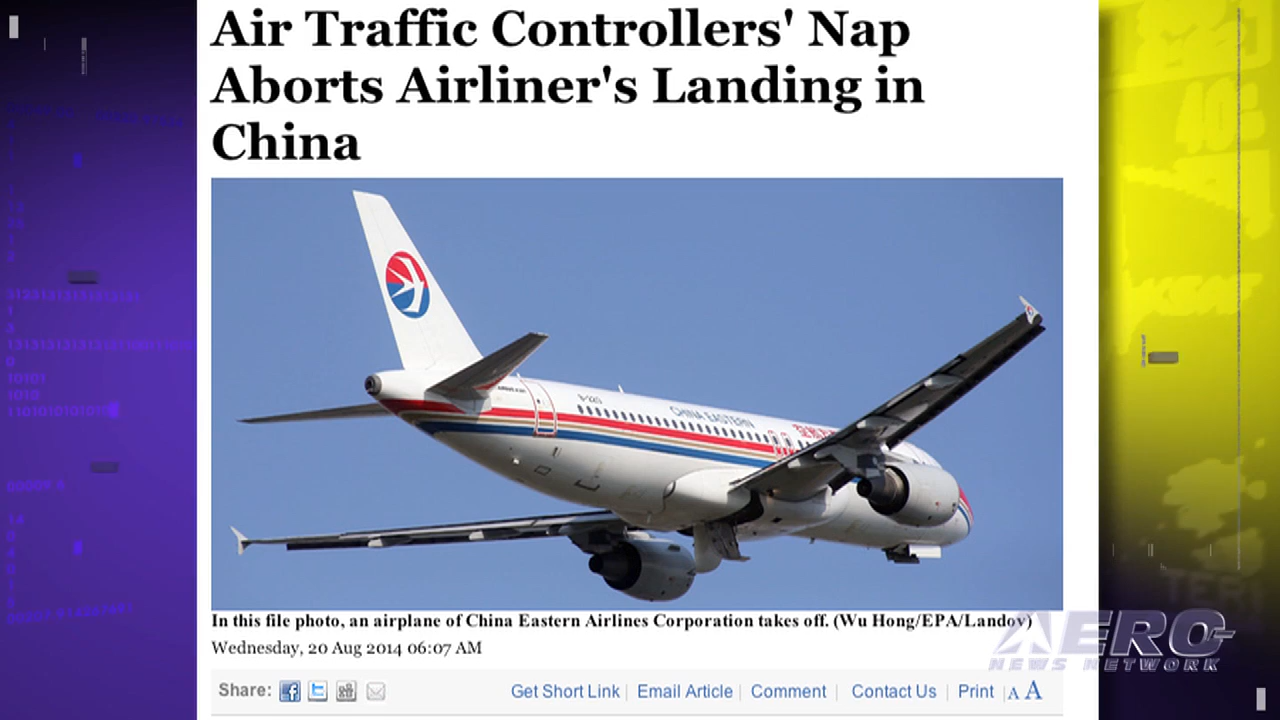 Air Traffic Controllers' Nap
Aborts Airliner's Landing in
China
CHINA EASTERN
In this file photo, an airplane of China Eastern Airlines Corporation takes off. (Wu Hong/EPA/Landov)
Wednesday, 20 Aug 2014 06:07 AM
Share: Get Short Link | Email Article | Comment | Contact Us | Print | A A
AERO-
NEWS NETWORK